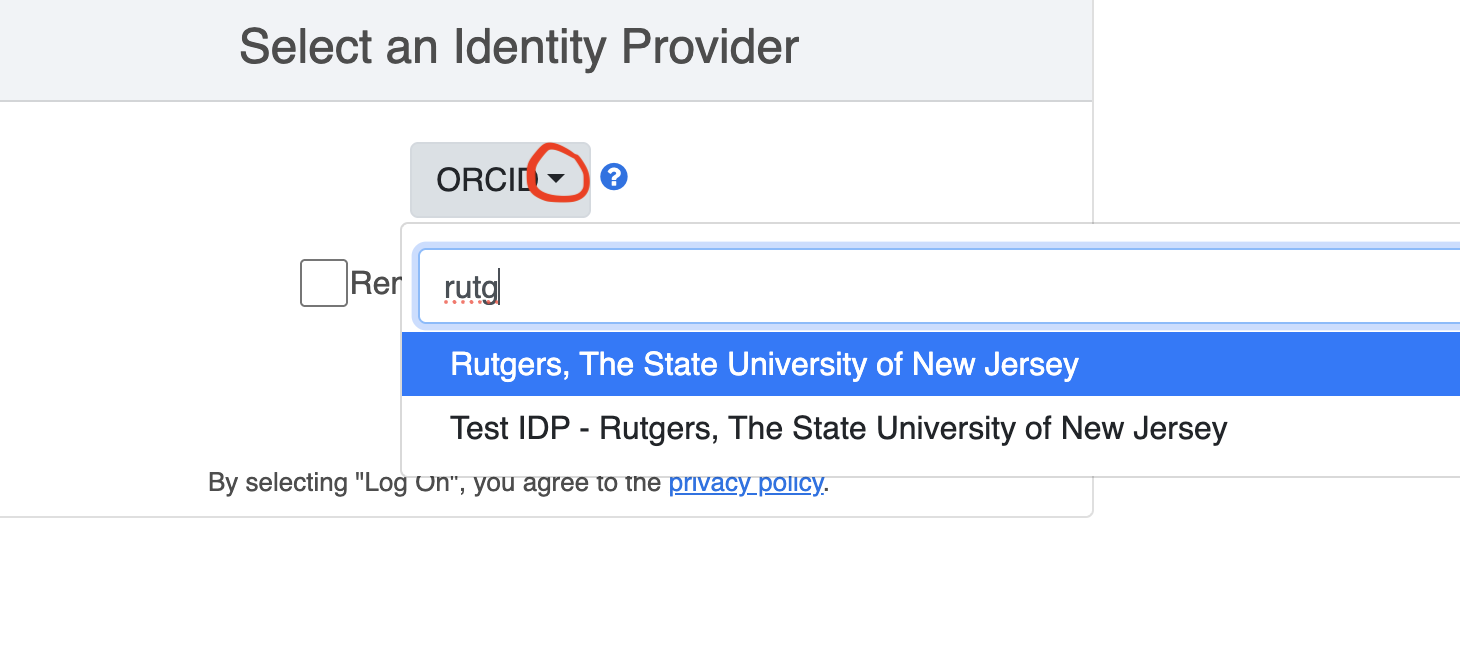 Select an Identity Provider
ORCID
?
rutg
Rutgers, The State University of New Jersey
Test IDP - Rutgers, The State University of New Jersey
By selecting "Log On", you agree to the privacy policy.